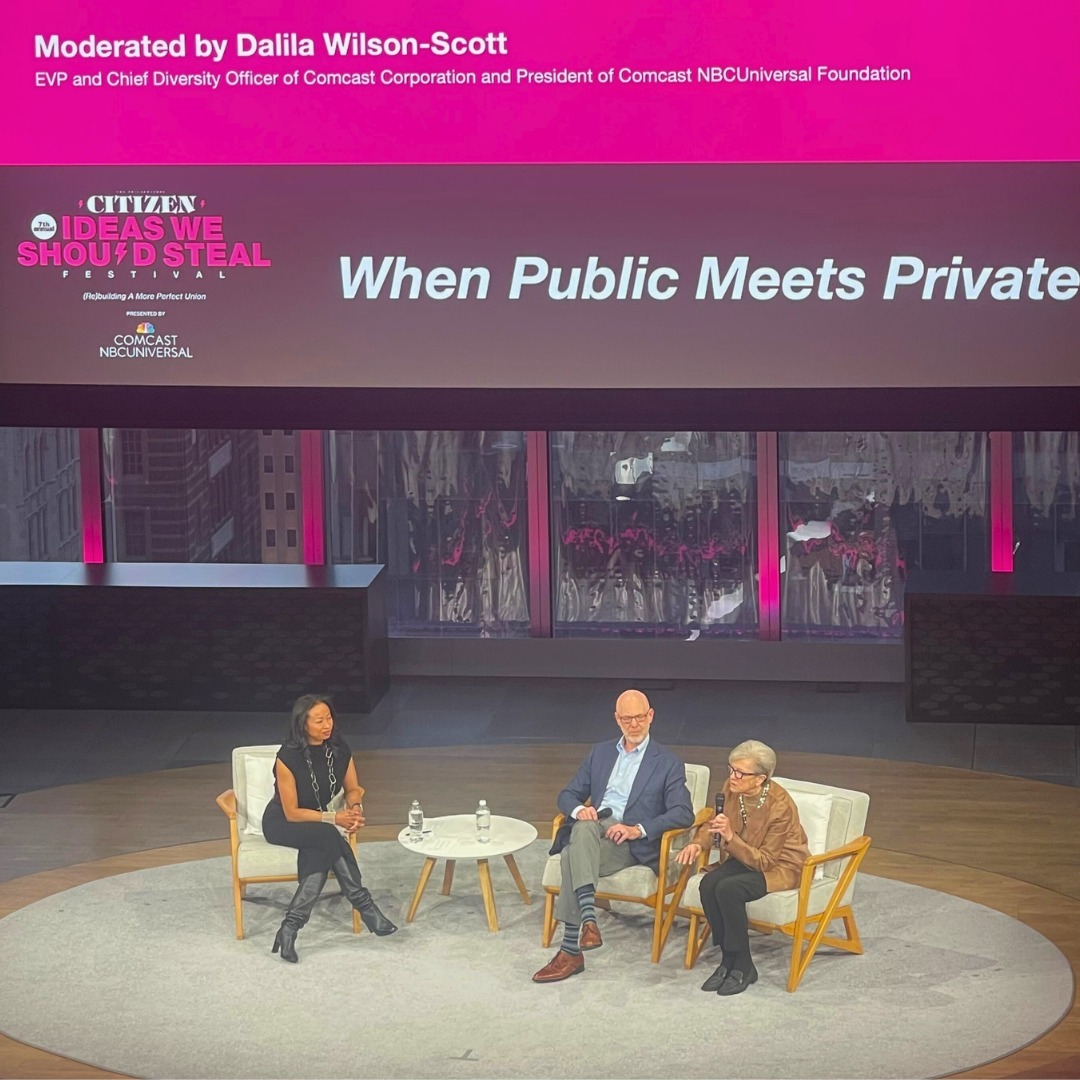 Moderated by Dalila Wilson-Scott
EVP and Chief Diversity Officer of Comcast Corporation and President of Comcast NBCUniversal Foundation
CITIZEN
7th
annual
IDEAS WE
SHOULD STEAL
FESTIVAL
(Re)building A More Perfect Union
PRESENTED BY
COMCAST
NBCUNIVERSAL
When Public Meets Private